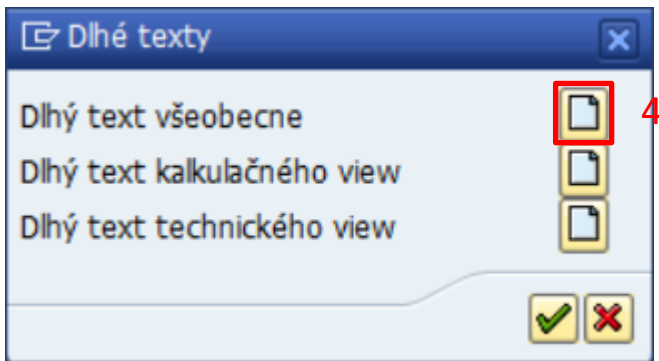 Dlhé texty
Dlhý text všeobecne
4
Dlhý text kalkulačného view
Dlhý text technického view